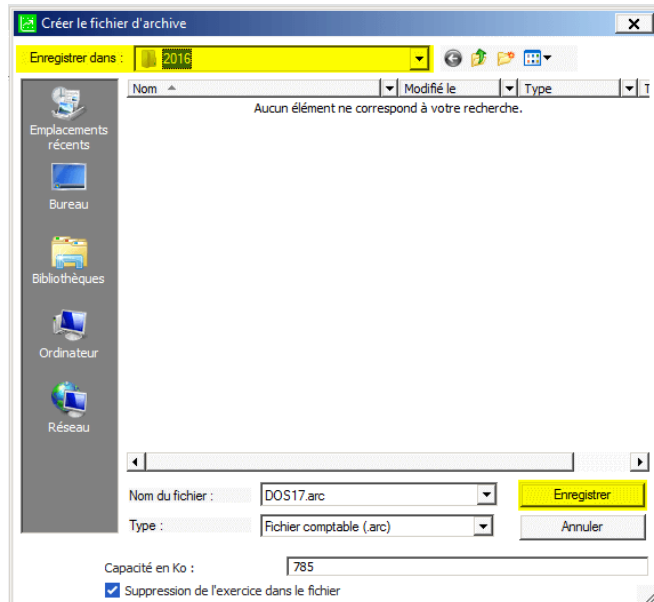 Créer le fichier d'archive
Enregistrer dans : 2016
Nom Modifié le Type T
Aucun élément ne correspond à votre recherche.
Emplacements
récents
Bureau
Bibliothèques
Ordinateur
Réseau
Nom du fichier : DOS17.arc Enregistrer
Type : Fichier comptable (.arc) Annuler
Capacité en Ko : 785
Suppression de l'exercice dans le fichier